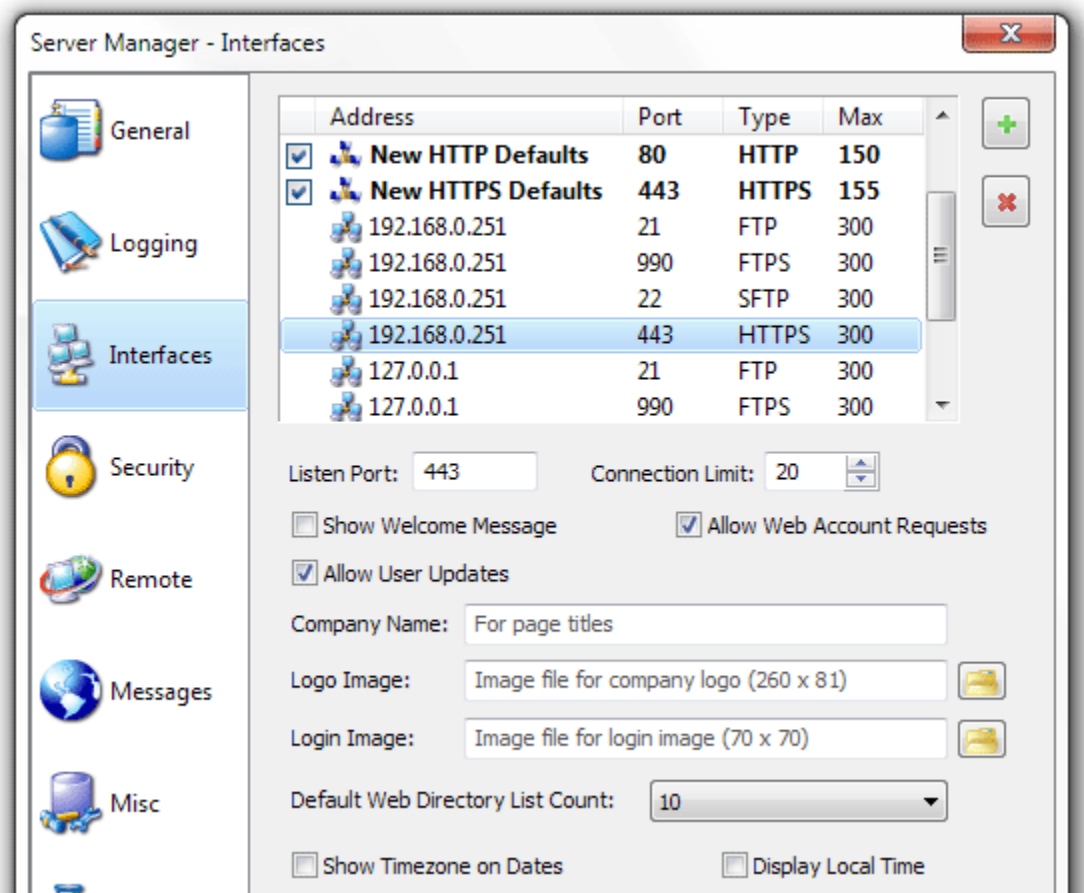 Server Manager - Interfaces
General
Logging
Interfaces
Security
Remote
Messages
Misc
Address Port Type Max
New HTTP Defaults 80 HTTP 150
New HTTPS Defaults 443 HTTPS 155
192.168.0.251 21 FTP 300
192.168.0.251 990 FTPS 300
192.168.0.251 22 SFTP 300
192.168.0.251 443 HTTPS 300
127.0.0.1 21 FTP 300
127.0.0.1 990 FTPS 300
Listen Port: 443 Connection Limit: 20
Show Welcome Message Allow Web Account Requests
Allow User Updates
Company Name: For page titles
Logo Image: Image file for company logo (260 x 81)
Login Image: Image file for login image (70 x 70)
Default Web Directory List Count: 10
Show Timezone on Dates Display Local Time